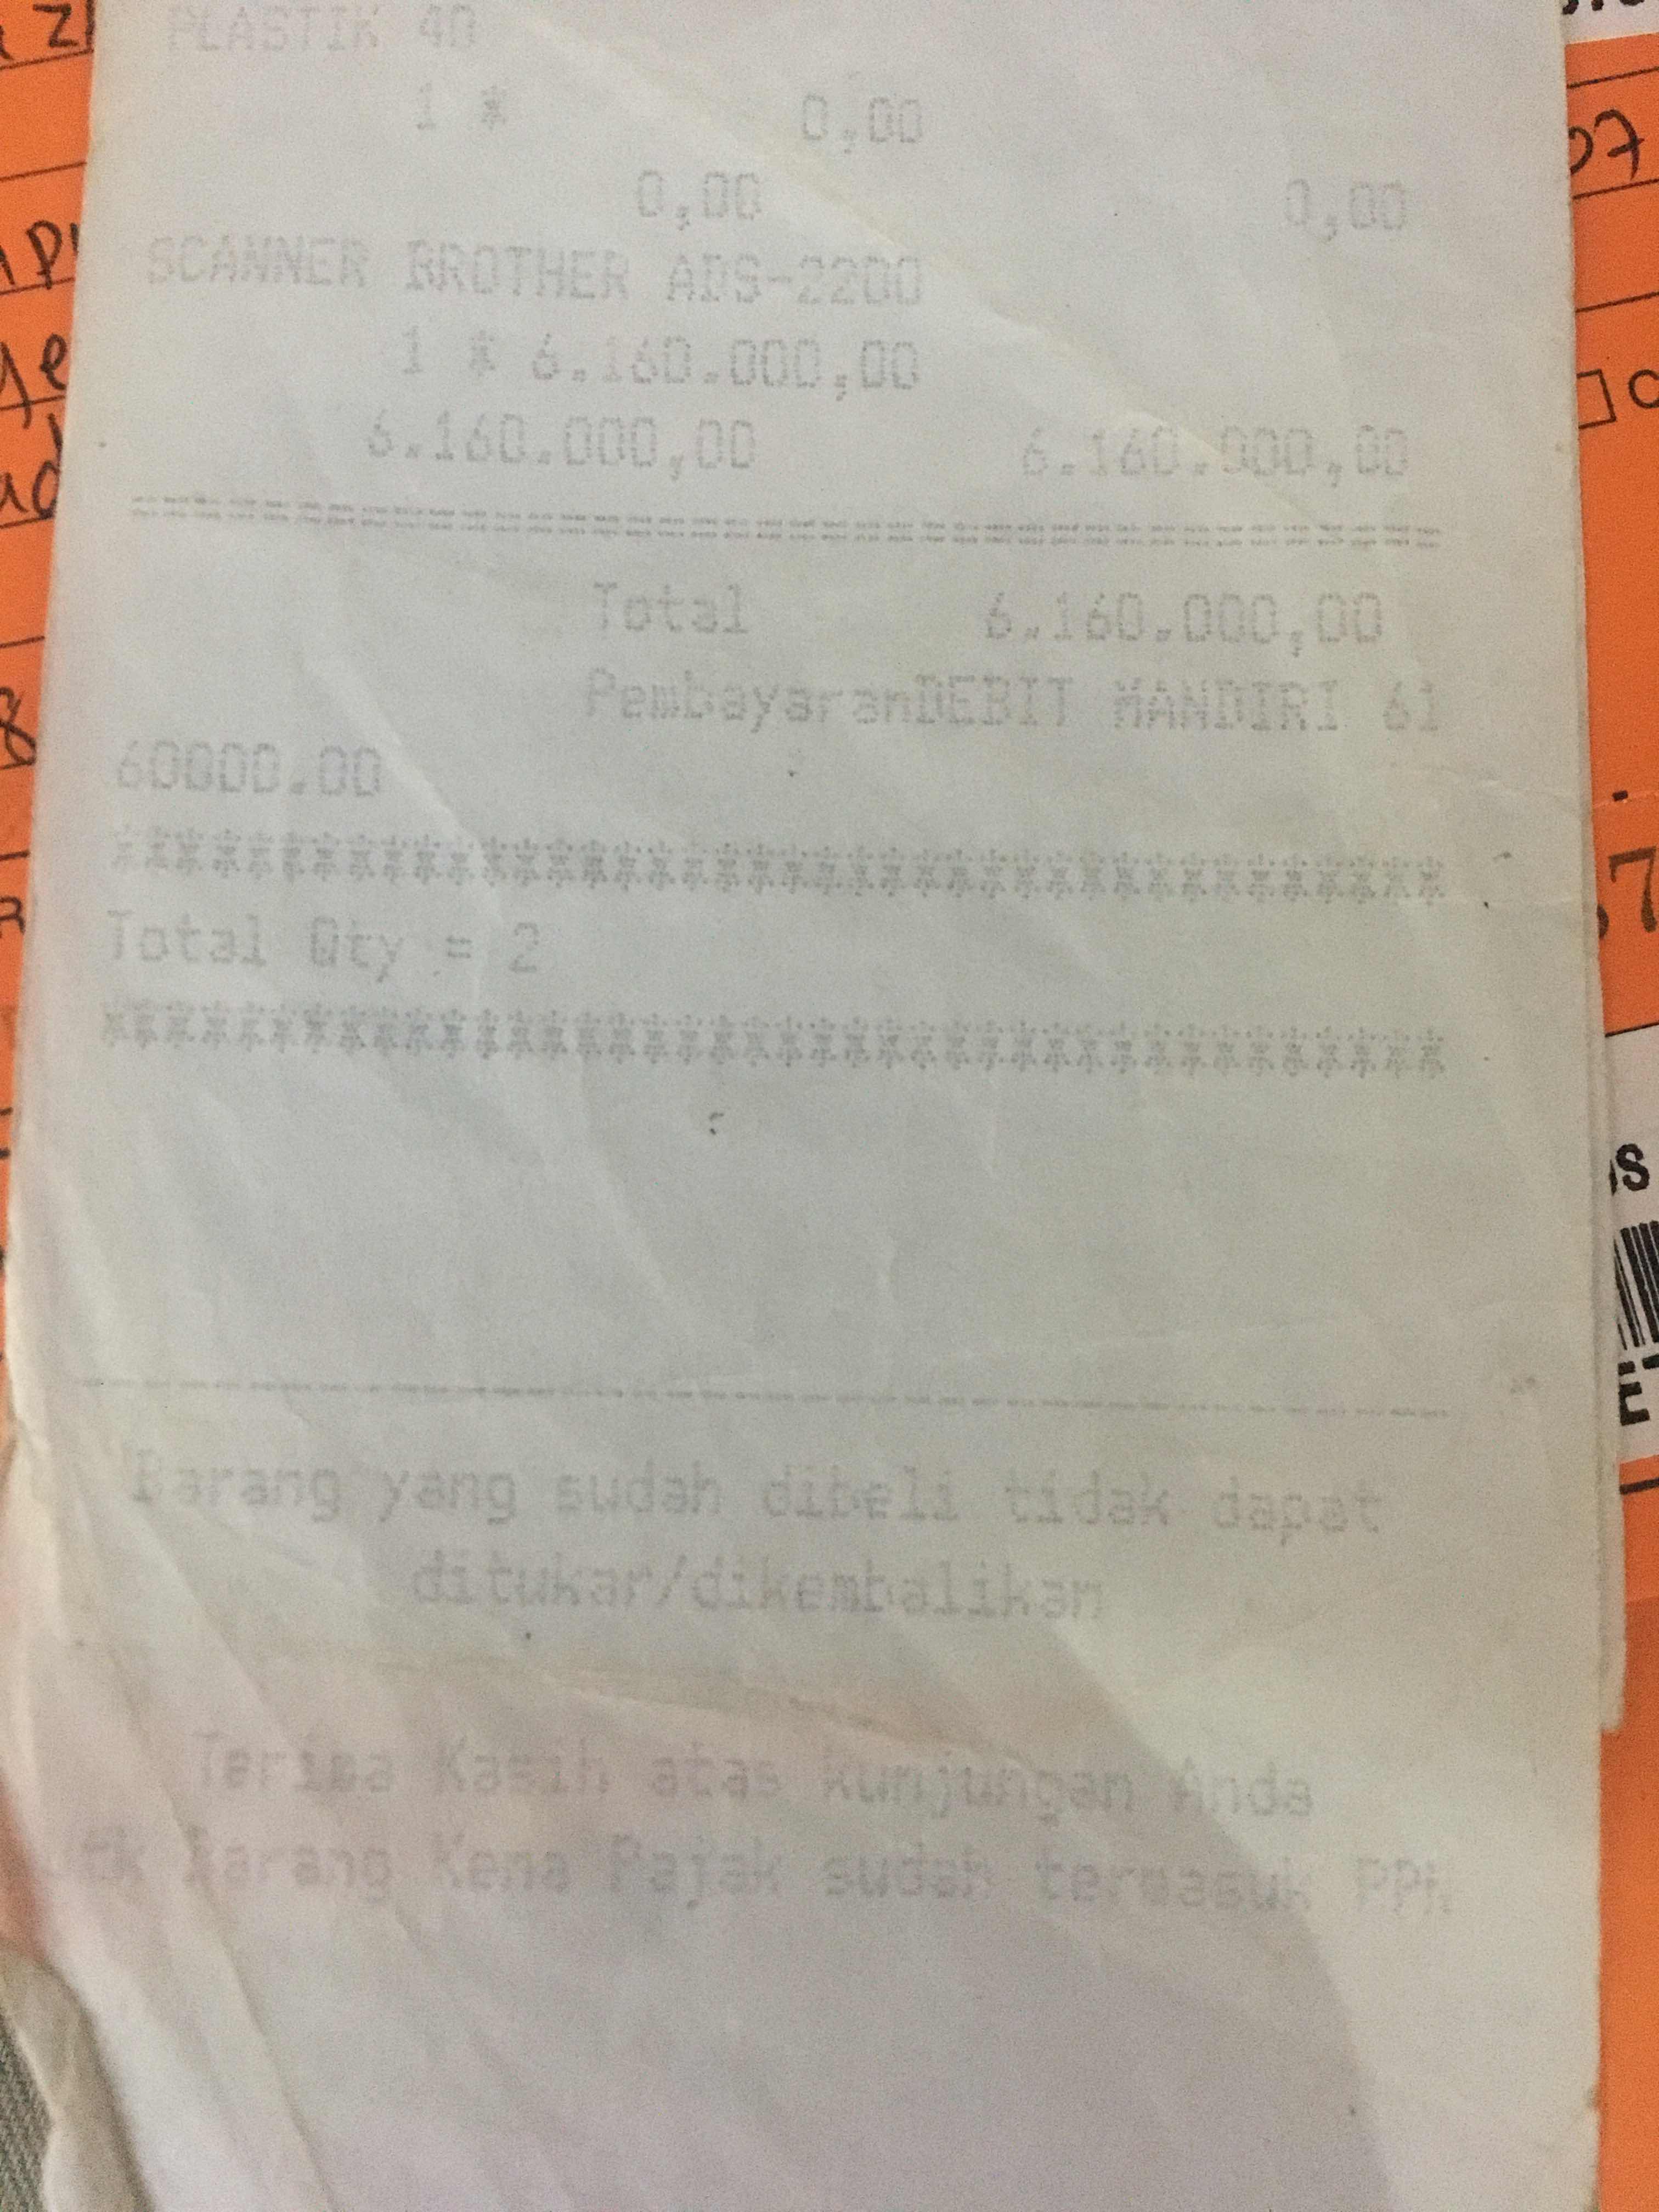 PLASTIK 40
1 * 0,00
0,00 0,00
SCANNER BROTHER ADS-2200
1 * 6.160.000,00
6.160.000,00 6.160.000,00
================================
Total 6.160.000,00
PembayaranDEBIT MANDIRI 61
60000.00
****************************************
Total Qty = 2
****************************************
----------------------------------------
Barang yang sudah dibeli tidak dapat
ditukar/dikembalikan
Terima Kasih atas kunjungan Anda
Barang Kena Pajak sudah termasuk PPN
07